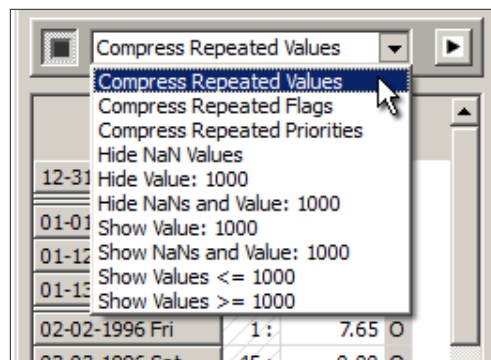 Compress Repeated Values
Compress Repeated Values
Compress Repeated Flags
Compress Repeated Priorities
Hide NaN Values
Hide Value: 1000
Hide NaNs and Value: 1000
Show Value: 1000
Show NaNs and Value: 1000
Show Values <= 1000
Show Values >= 1000
12-31
01-01
01-12
01-13
02-02-1996 Fri 1: 7.65 O